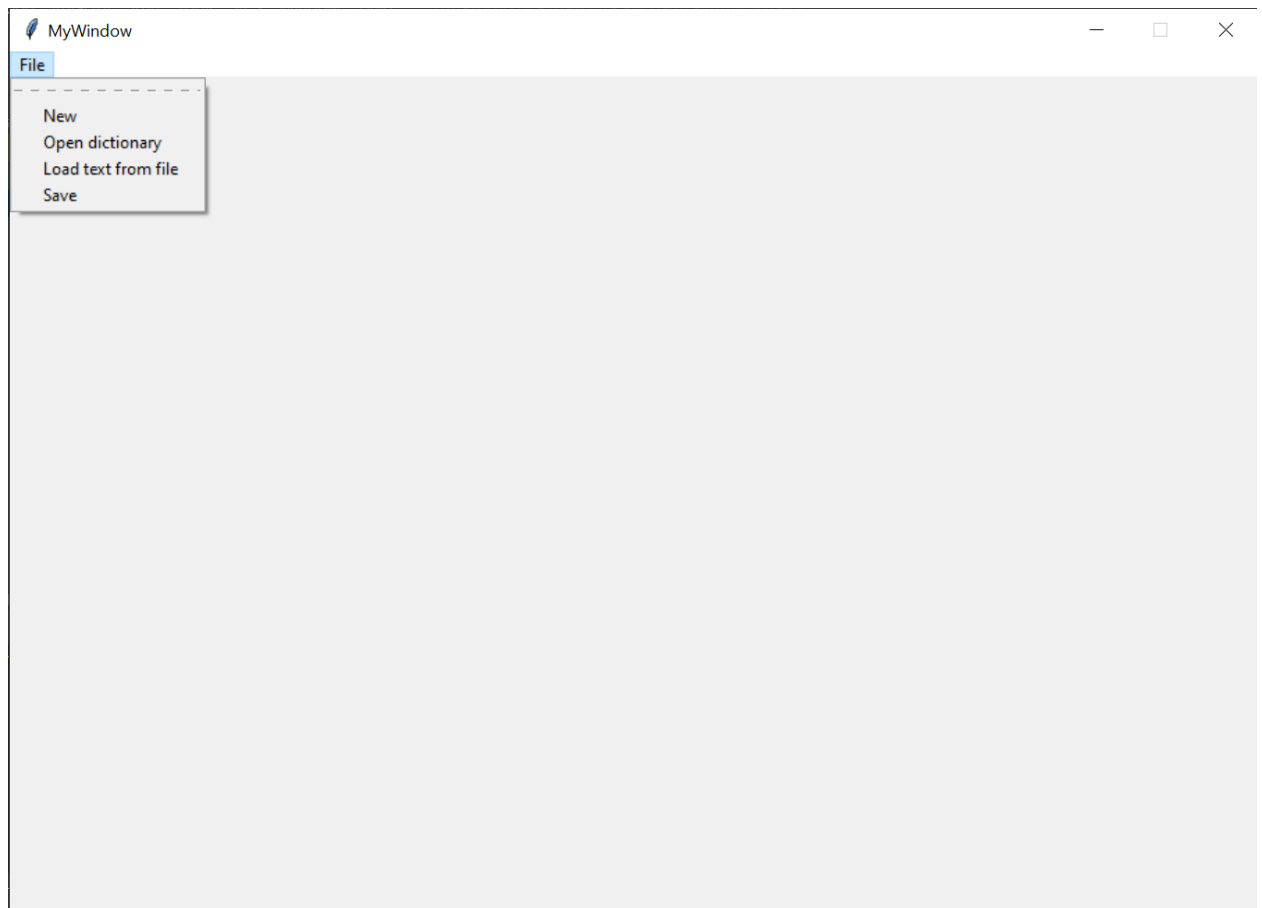 MyWindow
File
New
Open dictionary
Load text from file
Save